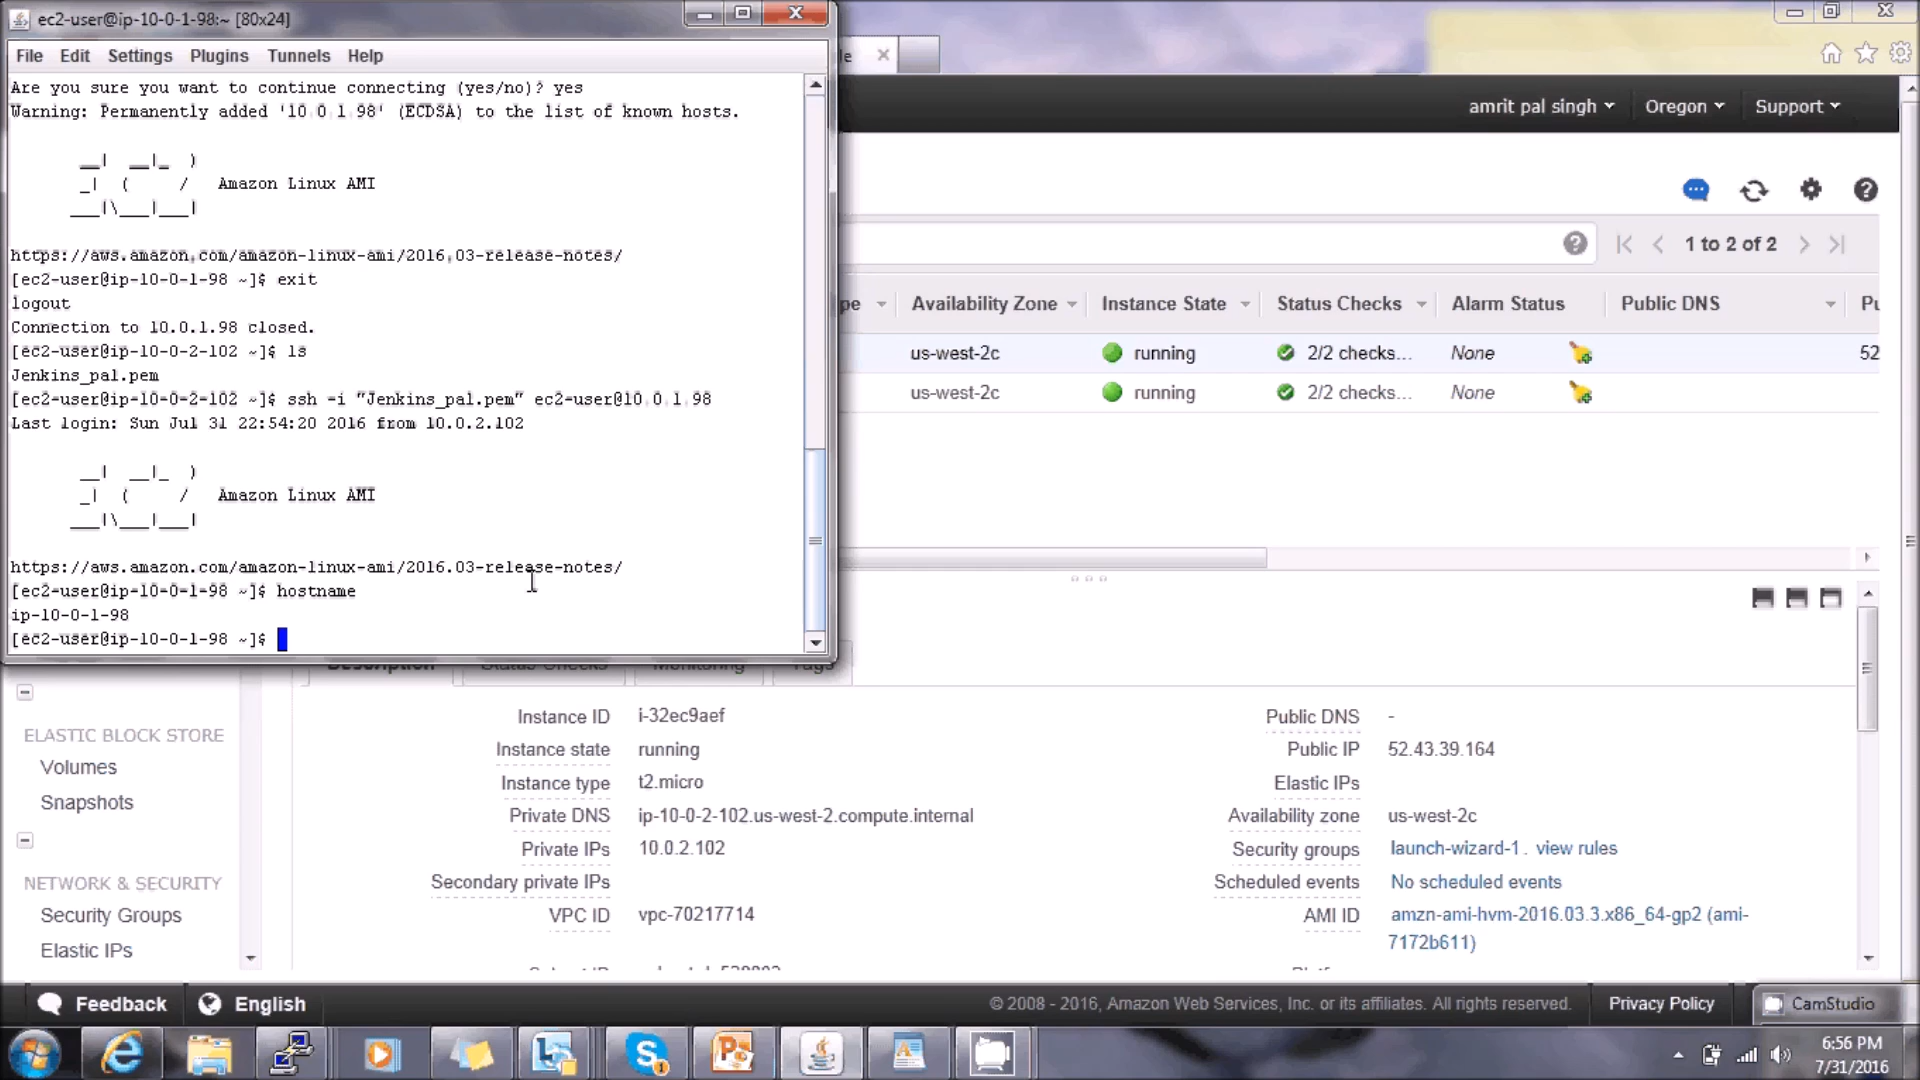 ec2-user@ip-10-0-1-98:~ [80x24]
File Edit Settings Plugins Tunnels Help
Are you sure you want to continue connecting (yes/no)? yes
Warning: Permanently added '10.0.1.98' (ECDSA) to the list of known hosts.
__| __|_ )
_| ( / Amazon Linux AMI
___|\___|___|
https://aws.amazon.com/amazon-linux-ami/2016.03-release-notes/
[ec2-user@ip-10-0-1-98 ~]$ exit
logout
Connection to 10.0.1.98 closed.
[ec2-user@ip-10-0-2-102 ~]$ ls
Jenkins_pal.pem
[ec2-user@ip-10-0-2-102 ~]$ ssh -i "Jenkins_pal.pem" ec2-user@10.0.1.98
Last login: Sun Jul 31 22:54:20 2016 from 10.0.2.102
__| __|_ )
_| ( / Amazon Linux AMI
___|\___|___|
https://aws.amazon.com/amazon-linux-ami/2016.03-release-notes/
[ec2-user@ip-10-0-1-98 ~]$ hostname
ip-10-0-1-98
[ec2-user@ip-10-0-1-98 ~]$
amrit pal singh Oregon Support
1 to 2 of 2
Availability Zone Instance State Status Checks Alarm Status Public DNS
us-west-2c running 2/2 checks... None 52
us-west-2c running 2/2 checks... None
Description Status Checks Monitoring Tags
ELASTIC BLOCK STORE
Volumes
Snapshots
NETWORK & SECURITY
Security Groups
Elastic IPs
Instance ID i-32ec9aef
Instance state running
Instance type t2.micro
Private DNS ip-10-0-2-102.us-west-2.compute.internal
Private IPs 10.0.2.102
Secondary private IPs
VPC ID vpc-70217714
Public DNS -
Public IP 52.43.39.164
Elastic IPs
Availability zone us-west-2c
Security groups launch-wizard-1. view rules
Scheduled events No scheduled events
AMI ID amzn-ami-hvm-2016.03.3.x86_64-gp2 (ami-
7172b611)
Feedback English
© 2008 - 2016, Amazon Web Services, Inc. or its affiliates. All rights reserved. Privacy Policy
CamStudio
6:56 PM
7/31/2016